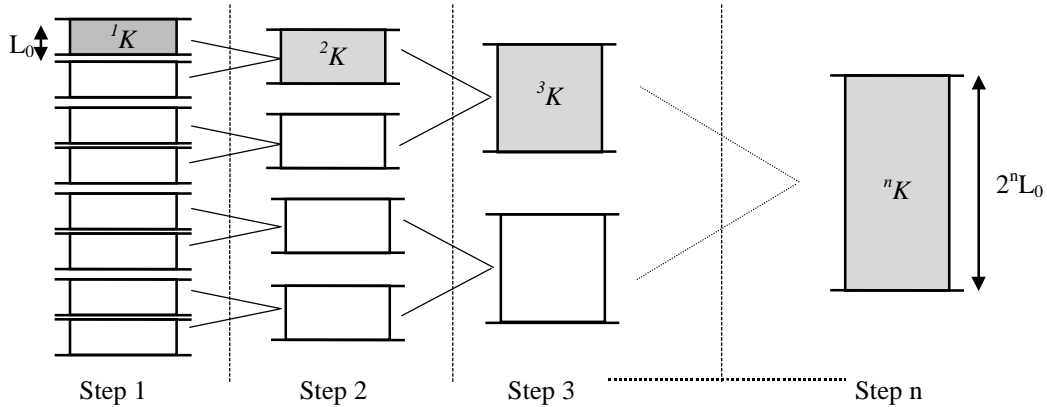 L₀
¹K
²K
³K
ⁿK
2ⁿL₀
Step 1
Step 2
Step 3
Step n